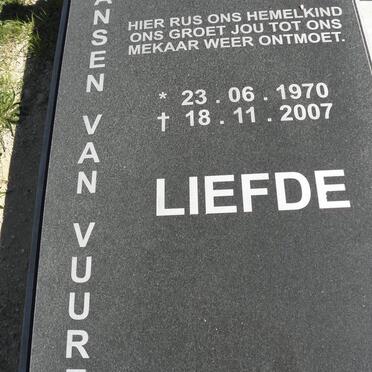 HIER RUS ONS HEMELKIND
ONS GROET JOU TOT ONS
MEKAAR WEER ONTMOET.
* 23 . 06 . 1970
† 18 . 11 . 2007
LIEFDE
ANSEN VAN VUUR